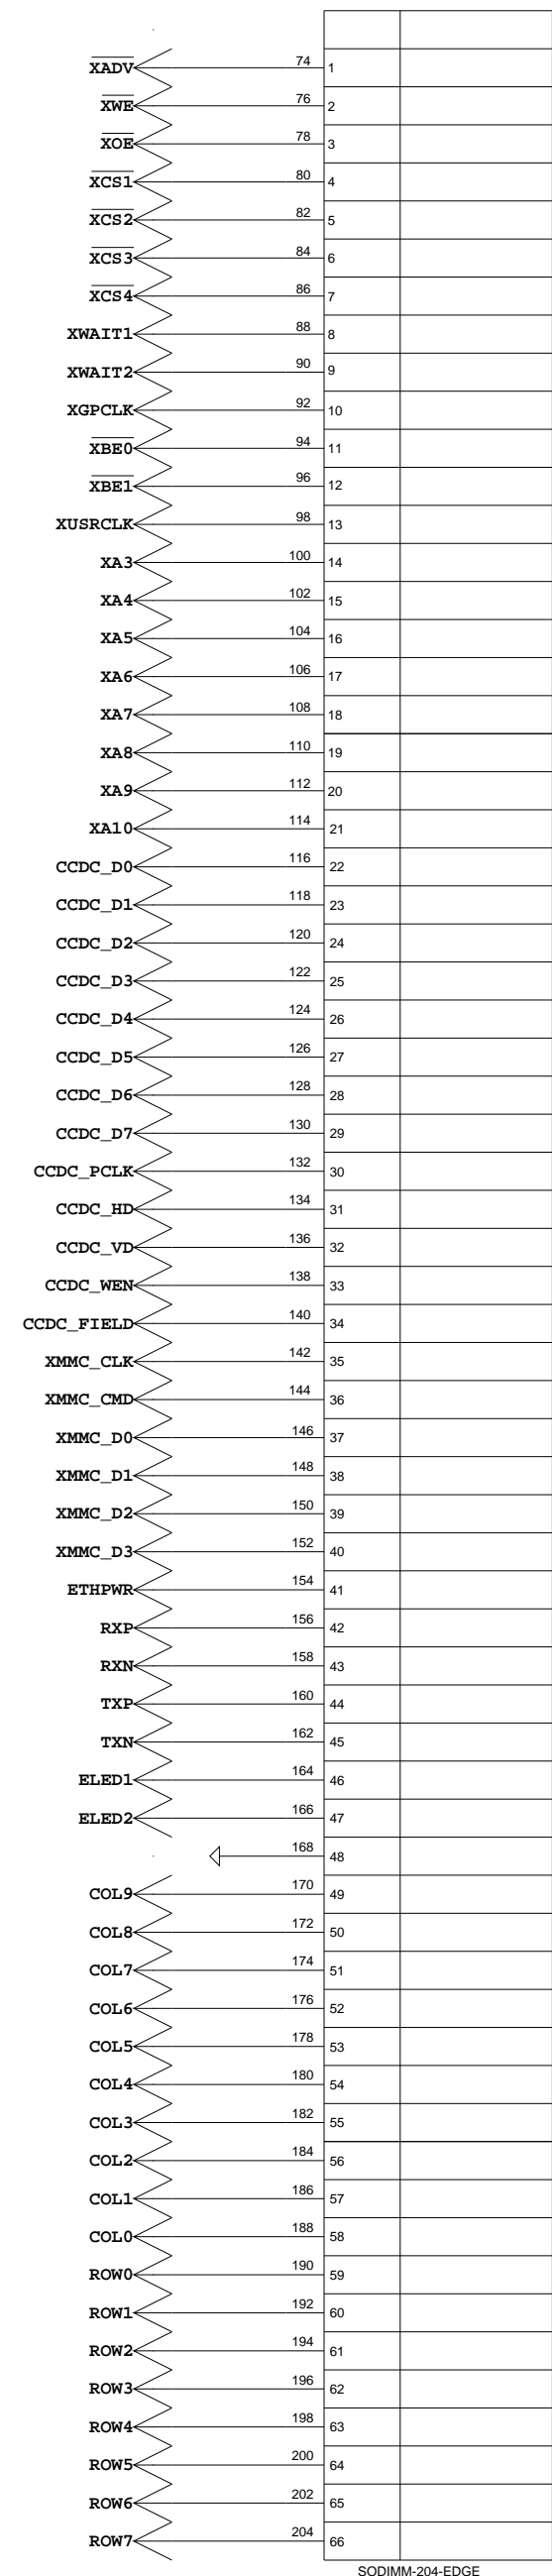 XADV 74 1
XWE 76 2
XOE 78 3
XCS1 80 4
XCS2 82 5
XCS3 84 6
XCS4 86 7
XWAIT1 88 8
XWAIT2 90 9
XGPCLK 92 10
XBE0 94 11
XBE1 96 12
XUSRCLK 98 13
XA3 100 14
XA4 102 15
XA5 104 16
XA6 106 17
XA7 108 18
XA8 110 19
XA9 112 20
XA10 114 21
CCDC_D0 116 22
CCDC_D1 118 23
CCDC_D2 120 24
CCDC_D3 122 25
CCDC_D4 124 26
CCDC_D5 126 27
CCDC_D6 128 28
CCDC_D7 130 29
CCDC_PCLK 132 30
CCDC_HD 134 31
CCDC_VD 136 32
CCDC_WEN 138 33
CCDC_FIELD 140 34
XMMC_CLK 142 35
XMMC_CMD 144 36
XMMC_D0 146 37
XMMC_D1 148 38
XMMC_D2 150 39
XMMC_D3 152 40
ETHPWR 154 41
RXP 156 42
RXN 158 43
TXP 160 44
TXN 162 45
ELED1 164 46
ELED2 166 47
168 48
COL9 170 49
COL8 172 50
COL7 174 51
COL6 176 52
COL5 178 53
COL4 180 54
COL3 182 55
COL2 184 56
COL1 186 57
COL0 188 58
ROW0 190 59
ROW1 192 60
ROW2 194 61
ROW3 196 62
ROW4 198 63
ROW5 200 64
ROW6 202 65
ROW7 204 66
SODIMM-204-EDGE